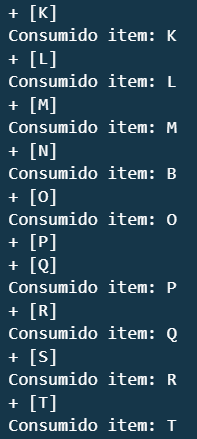 + [K]
Consumido item: K
+ [L]
Consumido item: L
+ [M]
Consumido item: M
+ [N]
Consumido item: B
+ [O]
Consumido item: O
+ [P]
+ [Q]
Consumido item: P
+ [R]
Consumido item: Q
+ [S]
Consumido item: R
+ [T]
Consumido item: T